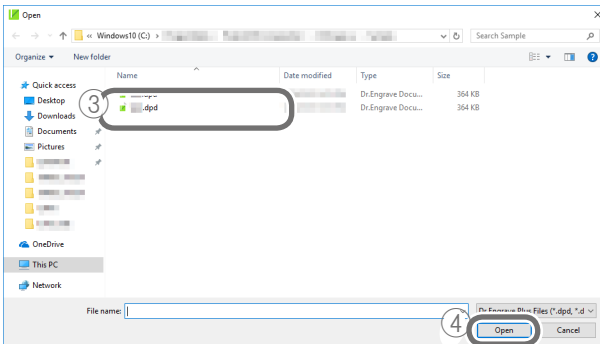 Open
Windows10 (C:)
Search Sample
Organize
New folder
Name
Date modified
Type
Size
Quick access
Desktop
Downloads
Documents
Pictures
OneDrive
This PC
Network
③
.dpd
Dr.Engrave Docu...
364 KB
.dpd
Dr.Engrave Docu...
364 KB
File name:
Dr.Engrave Plus Files (*.dpd, *.d
④
Open
Cancel